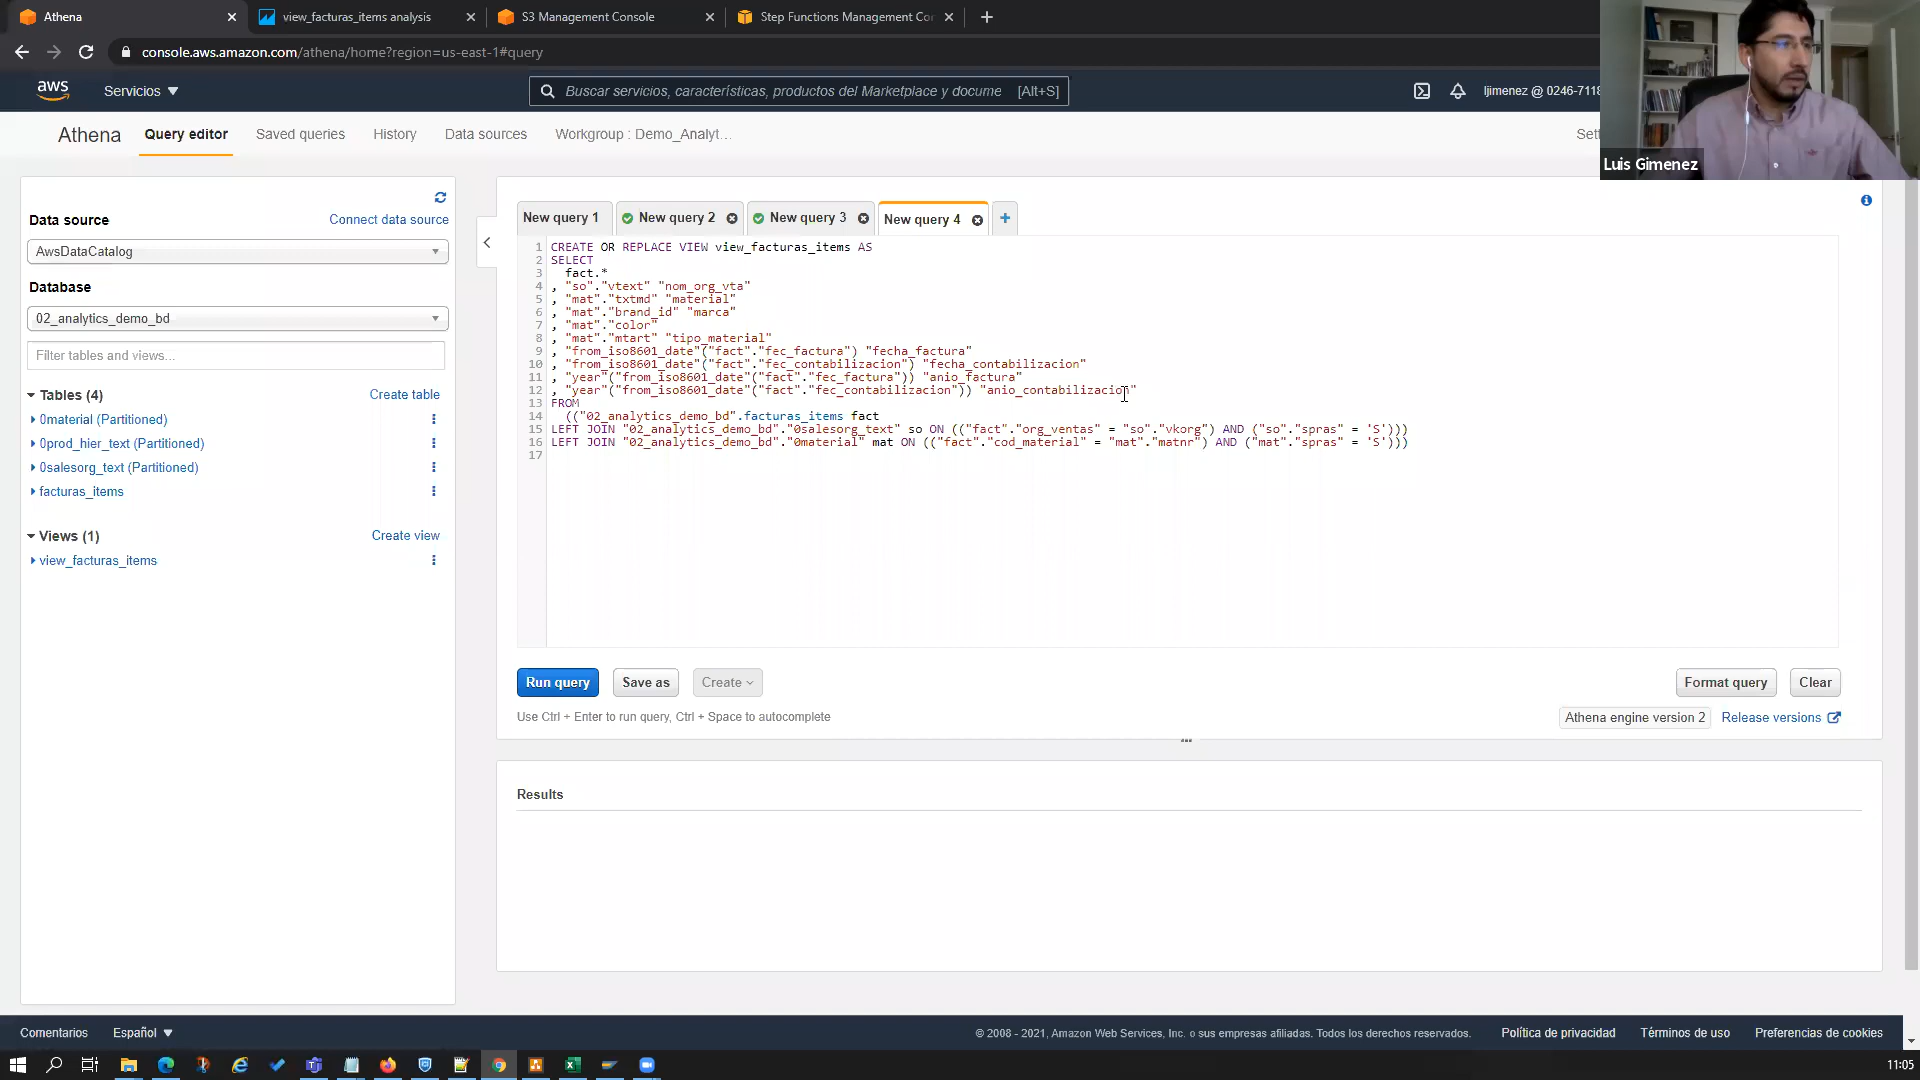 Athena
view_facturas_items analysis
S3 Management Console
Step Functions Management Co
console.aws.amazon.com/athena/home?region=us-east-1#query
aws
Servicios
Buscar servicios, características, productos del Marketplace y docume
[Alt+S]
ljimenez @ 0246-711
Luis Gimenez
Athena
Query editor
Saved queries
History
Data sources
Workgroup : Demo_Analyt…
Sett
Data source
Connect data source
AwsDataCatalog
Database
02_analytics_demo_bd
Filter tables and views...
Tables (4)
Create table
0material (Partitioned)
0prod_hier_text (Partitioned)
0salesorg_text (Partitioned)
facturas_items
Views (1)
Create view
view_facturas_items
New query 1
New query 2
New query 3
New query 4
1 CREATE OR REPLACE VIEW view_facturas_items AS
2 SELECT
3 fact.*
4 , "so"."vtext" "nom_org_vta"
5 , "mat"."txtmd" "material"
6 , "mat"."brand_id" "marca"
7 , "mat"."color"
8 , "mat"."mtart" "tipo_material"
9 , "from_iso8601_date"("fact"."fec_factura") "fecha_factura"
10 , "from_iso8601_date"("fact"."fec_contabilizacion") "fecha_contabilizacion"
11 , "year"("from_iso8601_date"("fact"."fec_factura")) "anio_factura"
12 , "year"("from_iso8601_date"("fact"."fec_contabilizacion")) "anio_contabilizacion"
13 FROM
14 (("02_analytics_demo_bd".facturas_items fact
15 LEFT JOIN "02_analytics_demo_bd"."0salesorg_text" so ON (("fact"."org_ventas" = "so"."vkorg") AND ("so"."spras" = 'S')))
16 LEFT JOIN "02_analytics_demo_bd"."0material" mat ON (("fact"."cod_material" = "mat"."matnr") AND ("mat"."spras" = 'S')))
17
Run query
Save as
Create
Format query
Clear
Use Ctrl + Enter to run query, Ctrl + Space to autocomplete
Athena engine version 2
Release versions
Results
Comentarios
Español
© 2008 - 2021, Amazon Web Services, Inc. o sus empresas afiliadas. Todos los derechos reservados.
Política de privacidad
Términos de uso
Preferencias de cookies
11:05